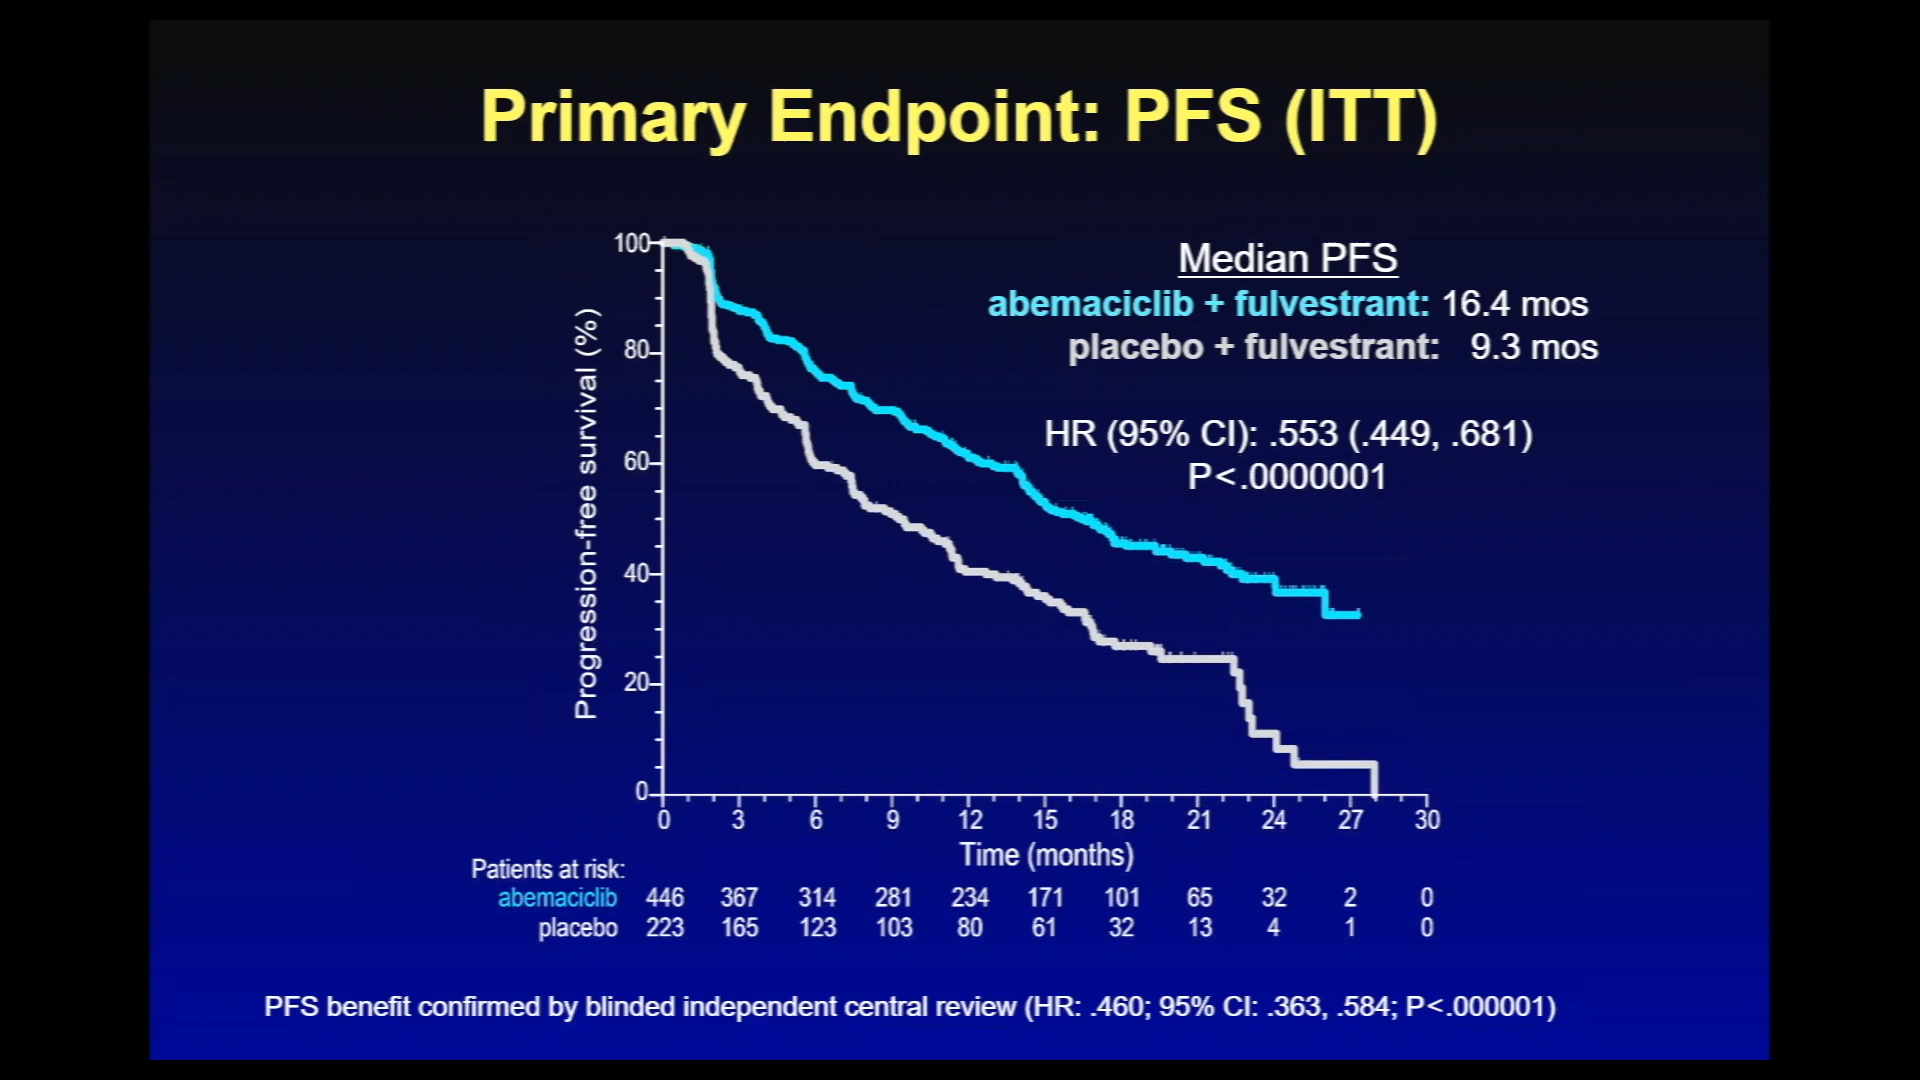 Primary Endpoint: PFS (ITT)
Median PFS
abemaciclib + fulvestrant: 16.4 mos
placebo + fulvestrant: 9.3 mos
HR (95% CI): .553 (.449, .681)
P<.0000001
Progression-free survival (%)
100
80
60
40
20
0
0 3 6 9 12 15 18 21 24 27 30
Time (months)
Patients at risk:
abemaciclib 446 367 314 281 234 171 101 65 32 2 0
placebo 223 165 123 103 80 61 32 13 4 1 0
PFS benefit confirmed by blinded independent central review (HR: .460; 95% CI: .363, .584; P<.000001)